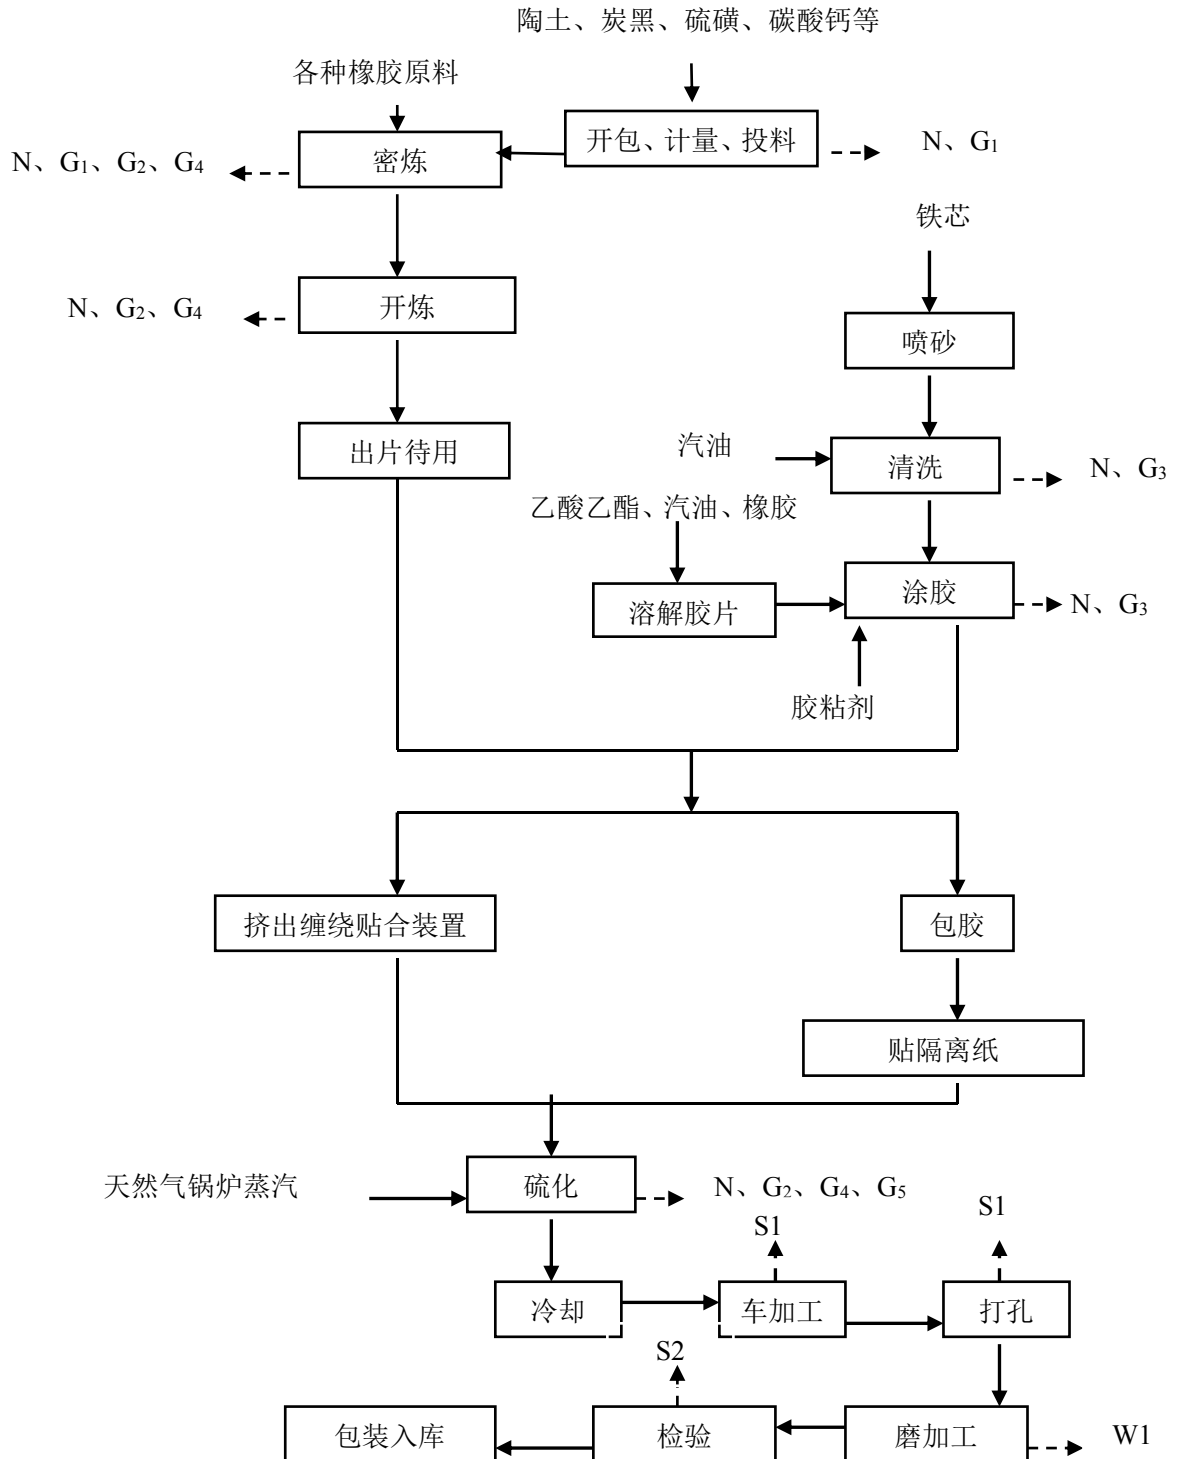 陶土、炭黑、硫磺、碳酸钙等
各种橡胶原料
开包、计量、投料
N、G1
密炼
N、G1、G2、G4
铁芯
开炼
N、G2、G4
喷砂
出片待用
汽油
清洗
N、G3
乙酸乙酯、汽油、橡胶
溶解胶片
涂胶
N、G3
胶粘剂
挤出缠绕贴合装置
包胶
贴隔离纸
天然气锅炉蒸汽
硫化
N、G2、G4、G5
S1
S1
冷却
车加工
打孔
S2
包装入库
检验
磨加工
W1